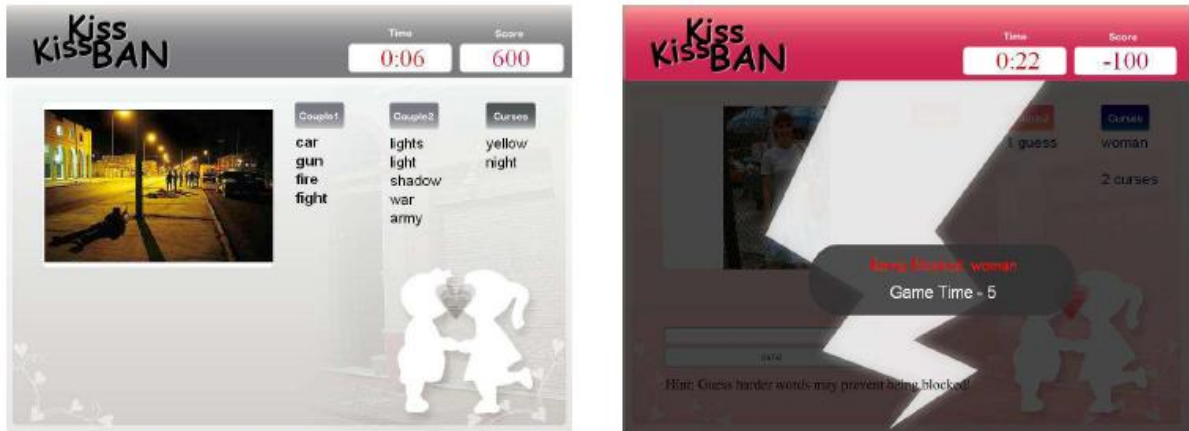 Kiss
KissBAN
Time
Score
0:06
600
Couple1
Couple2
Curses
car
lights
yellow
gun
light
night
fire
shadow
fight
war
army
Kiss
KissBAN
Time
Score
0:22
-100
Curses
1 guess
woman
2 curses
woman
Game Time - 5
Hint: Guess harder words may prevent being blocked!